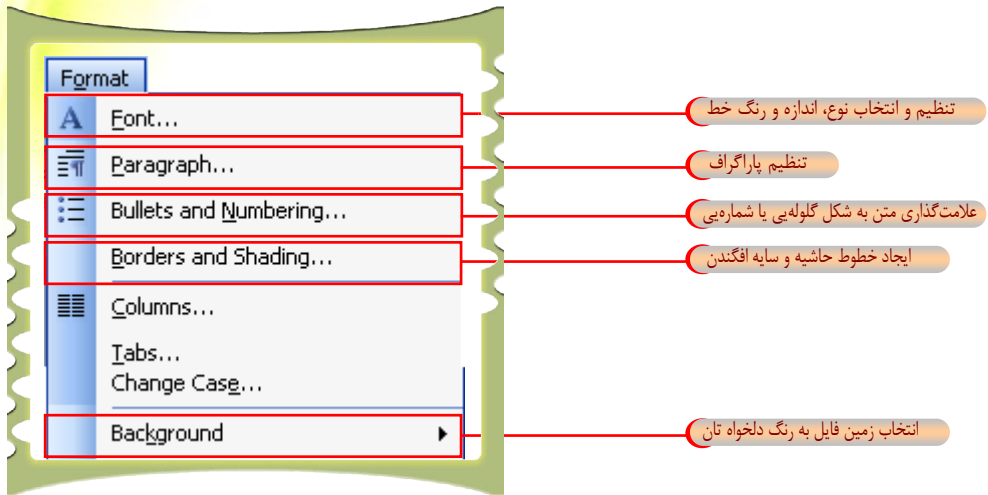 Format
Font...
تنظیم و انتخاب نوع، اندازه و رنگ خط
Paragraph...
تنظیم پاراگراف
Bullets and Numbering...
علامت‌گذاری متن به شکل گلوله‌یی یا شماره‌یی
Borders and Shading...
ایجاد خطوط حاشیه و سایه افگندن
Columns...
Tabs...
Change Case...
Background
انتخاب زمین فایل به رنگ دلخواه تان